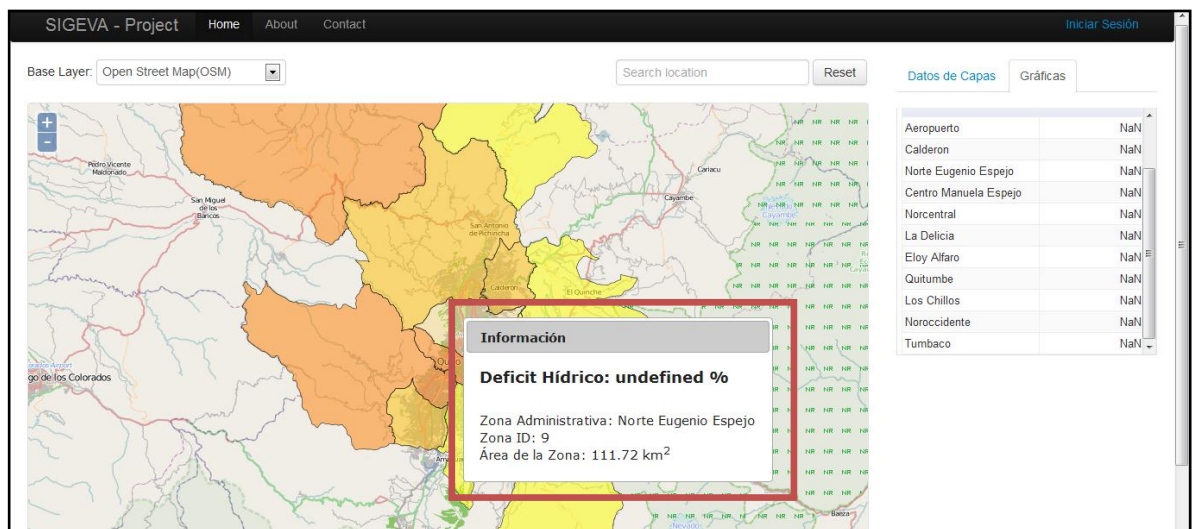 SIGEVA - Project Home About Contact Iniciar Sesión
Base Layer: Open Street Map(OSM) Search location Reset
Datos de Capas Gráficas
+
-
Pedro Vicente
Maldonado
San Miguel
de los
Bancos
San Antonio
de Pichincha
Cariacu
Cayambe
Calderon
El Quinche
go de los Colorados
Baeza
Información
Deficit Hídrico: undefined %
Zona Administrativa: Norte Eugenio Espejo
Zona ID: 9
Área de la Zona: 111.72 km²
Aeropuerto NaN
Calderon NaN
Norte Eugenio Espejo NaN
Centro Manuela Espejo NaN
Norcentral NaN
La Delicia NaN
Eloy Alfaro NaN
Quitumbe NaN
Los Chillos NaN
Noroccidente NaN
Tumbaco NaN